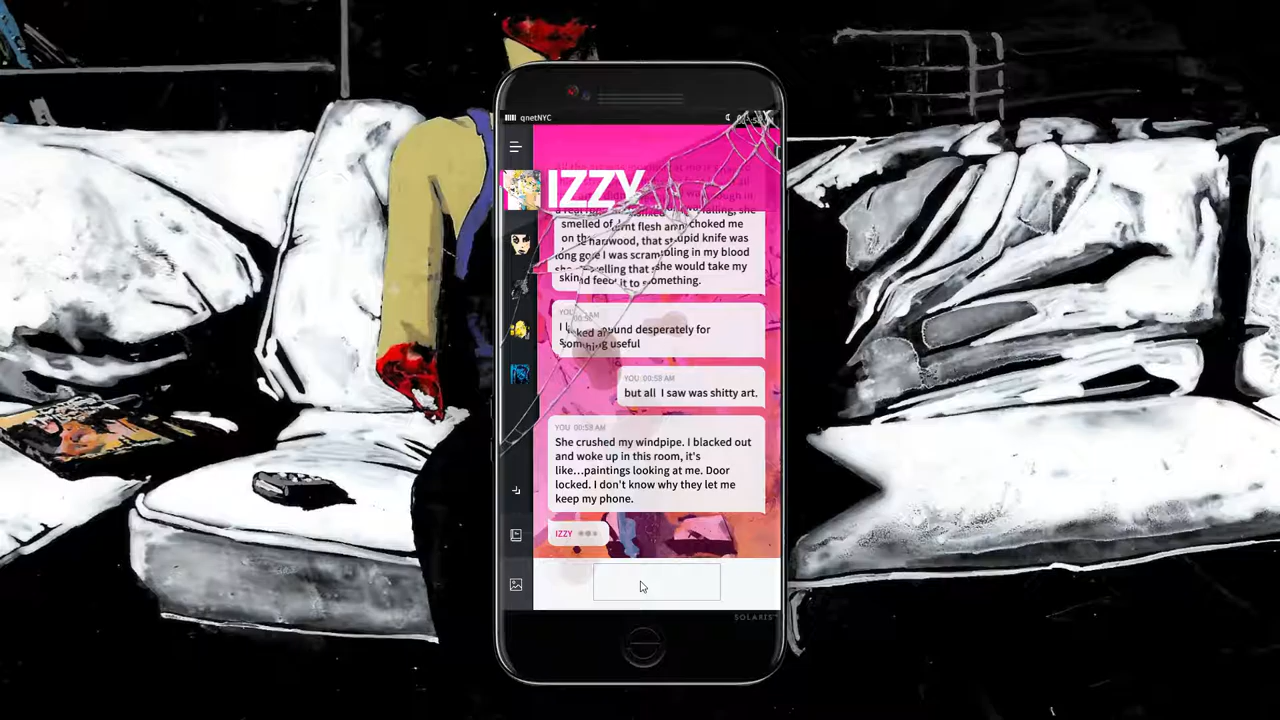 qnetNYC
IZZY
smelled of burnt flesh and choked me
on the hardwood, that stupid knife was
long gone I was scrambling in my blood
she yelling that she would take my
skin and feed it to something.
YOU
I looked around desperately for
something useful
YOU 00:58 AM
but all I saw was shitty art.
YOU 00:58 AM
She crushed my windpipe. I blacked out
and woke up in this room, it's
like...paintings looking at me. Door
locked. I don't know why they let me
keep my phone.
IZZY
SOLARIS